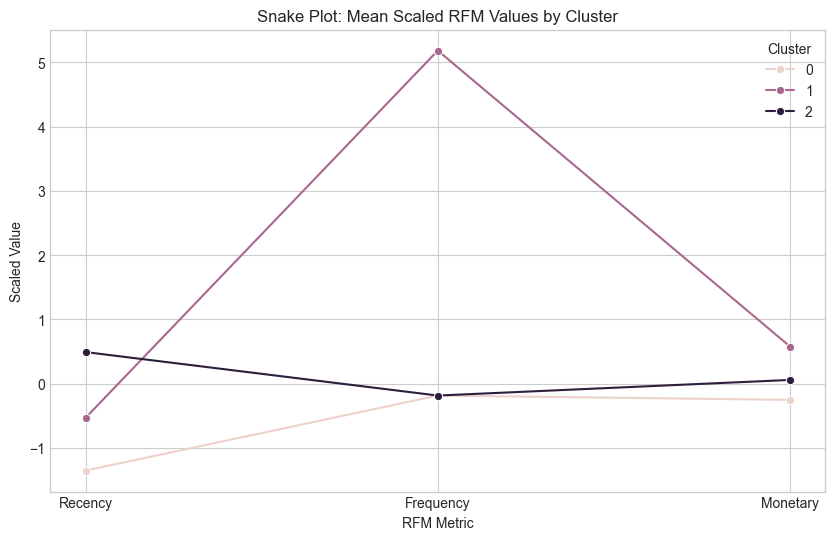 Snake Plot: Mean Scaled RFM Values by Cluster
Cluster
0
1
2
5
4
3
2
1
0
−1
Scaled Value
Recency Frequency Monetary
RFM Metric